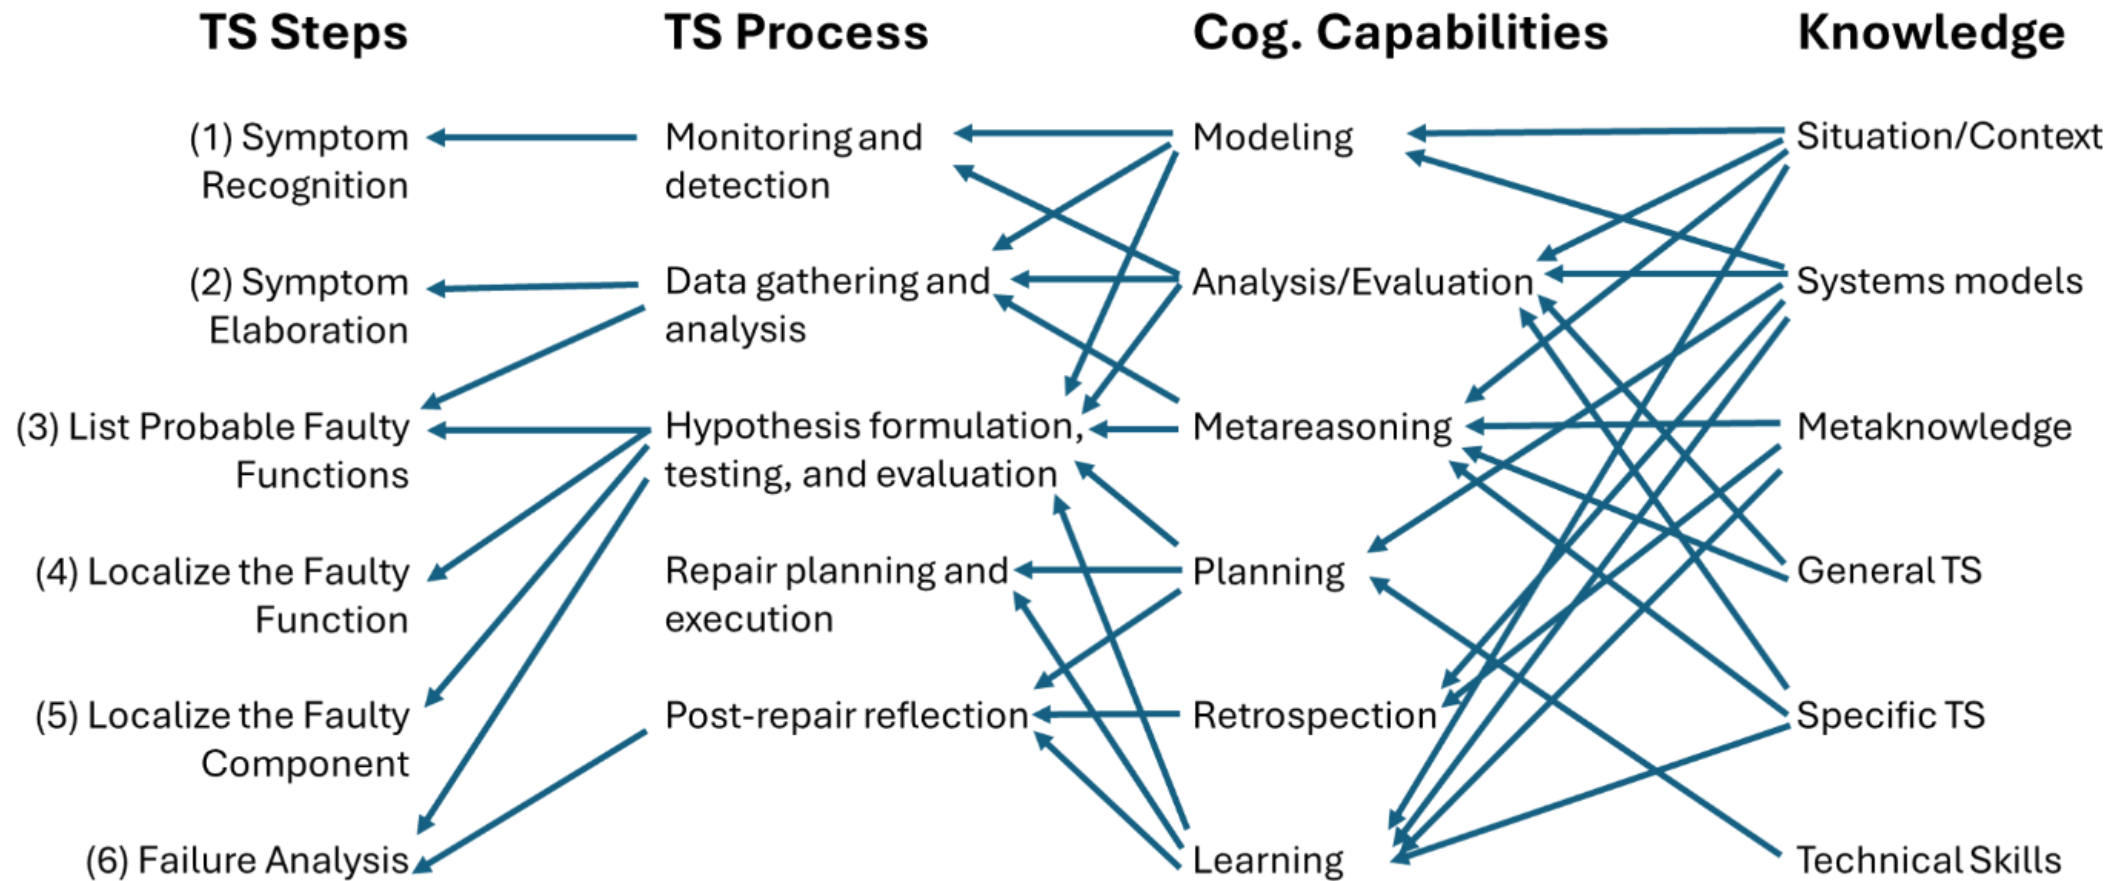 TS Steps
TS Process
Cog. Capabilities
Knowledge
(1) Symptom
Recognition
(2) Symptom
Elaboration
(3) List Probable Faulty
Functions
(4) Localize the Faulty
Function
(5) Localize the Faulty
Component
(6) Failure Analysis
Monitoring and
detection
Data gathering and
analysis
Hypothesis formulation,
testing, and evaluation
Repair planning and
execution
Post-repair reflection
Modeling
Analysis/Evaluation
Metareasoning
Planning
Retrospection
Learning
Situation/Context
Systems models
Metaknowledge
General TS
Specific TS
Technical Skills